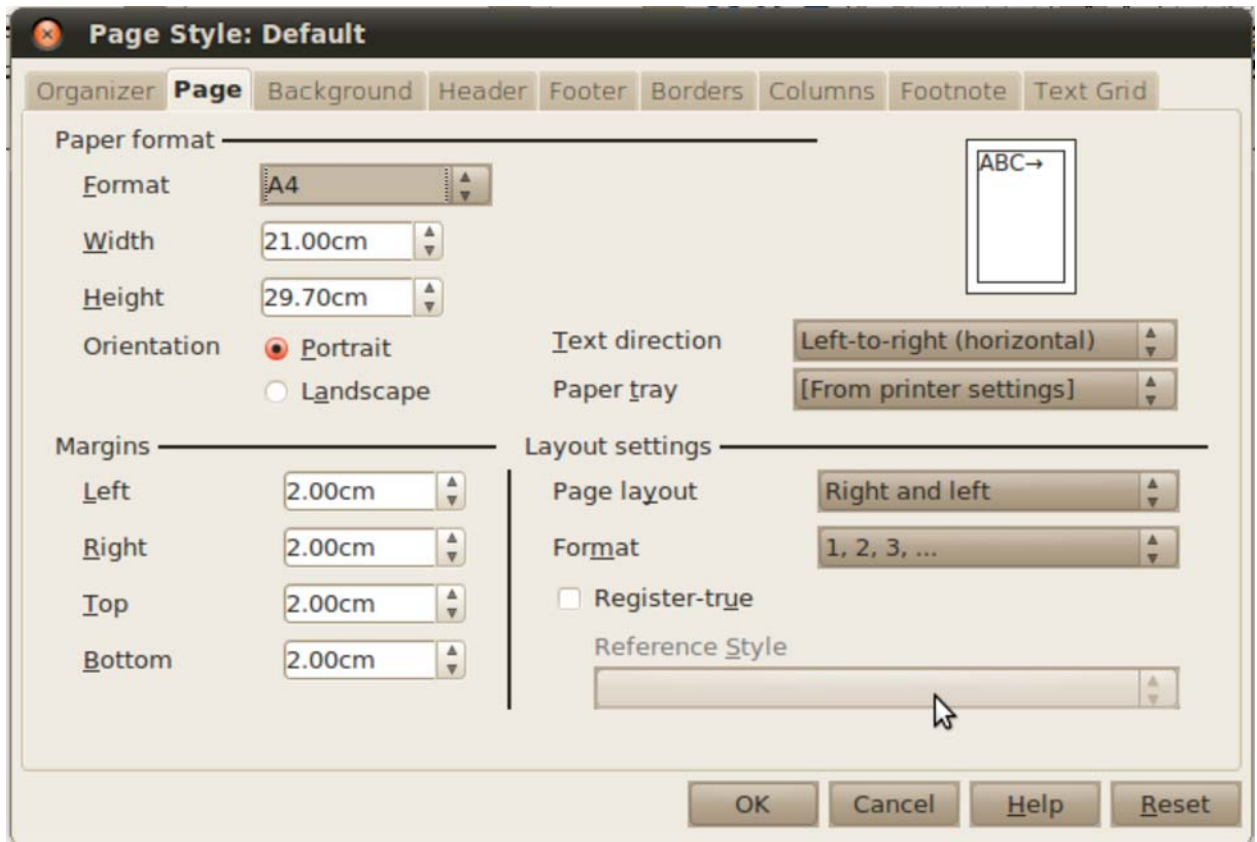 Page Style: Default
Organizer Page Background Header Footer Borders Columns Footnote Text Grid
Paper format
ABC→
Format A4
Width 21.00cm
Height 29.70cm
Orientation Portrait
Landscape
Text direction Left-to-right (horizontal)
Paper tray [From printer settings]
Margins
Left 2.00cm
Right 2.00cm
Top 2.00cm
Bottom 2.00cm
Layout settings
Page layout Right and left
Format 1, 2, 3, ...
Register-true
Reference Style
OK Cancel Help Reset